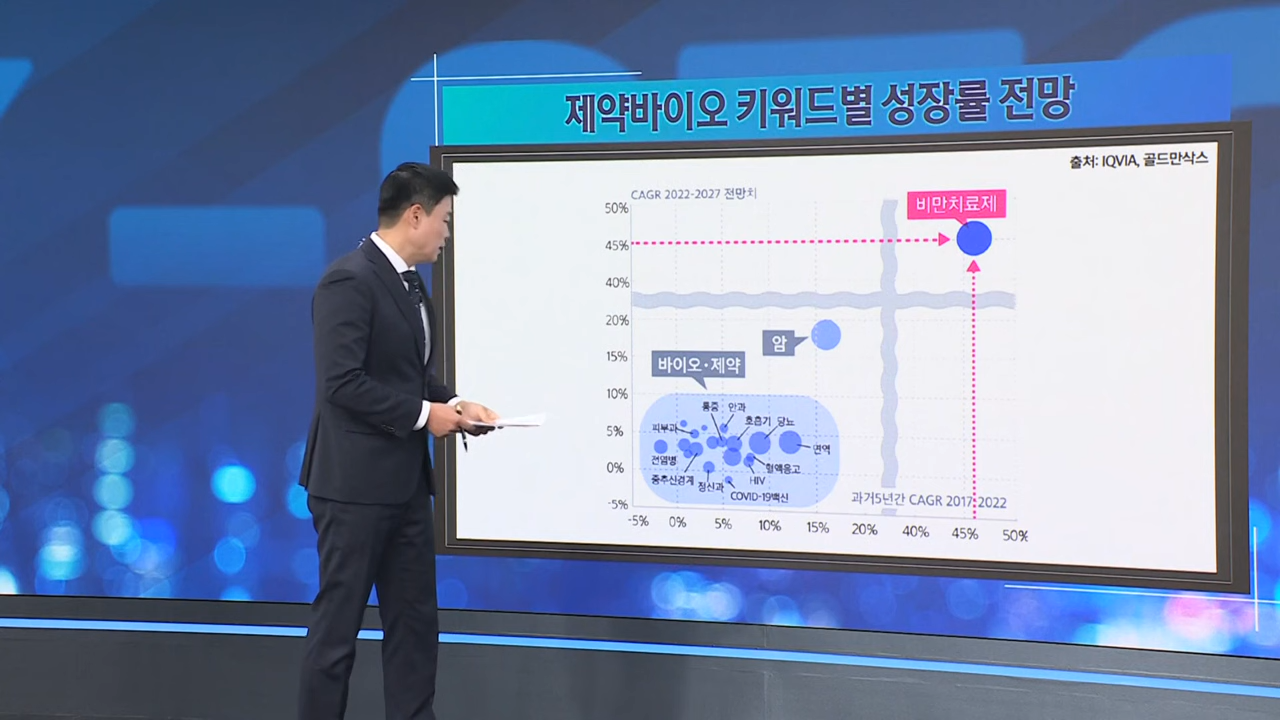 제약바이오 키워드별 성장률 전망
출처: IQVIA, 골드만삭스
CAGR 2022-2027 전망치
비만치료제
50%
45%
40%
20%
암
15%
바이오·제약
10%
통증
안과
호흡기
당뇨
피부과
5%
면역
전염병
혈액응고
0%
중추신경계
정신과
HIV
COVID-19백신
-5%
과거5년간 CAGR 2017-2022
-5% 0% 5% 10% 15% 20% 40% 45% 50%